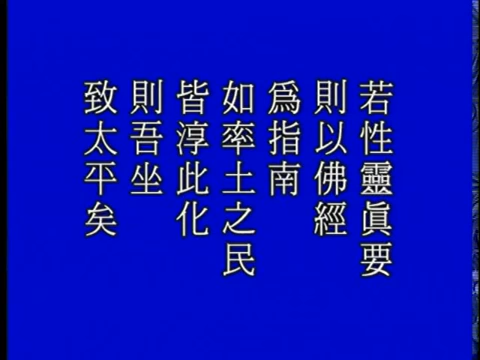 若性靈眞要
則以佛經
爲指南
如率土之民
皆淳此化
則吾坐
致太平矣